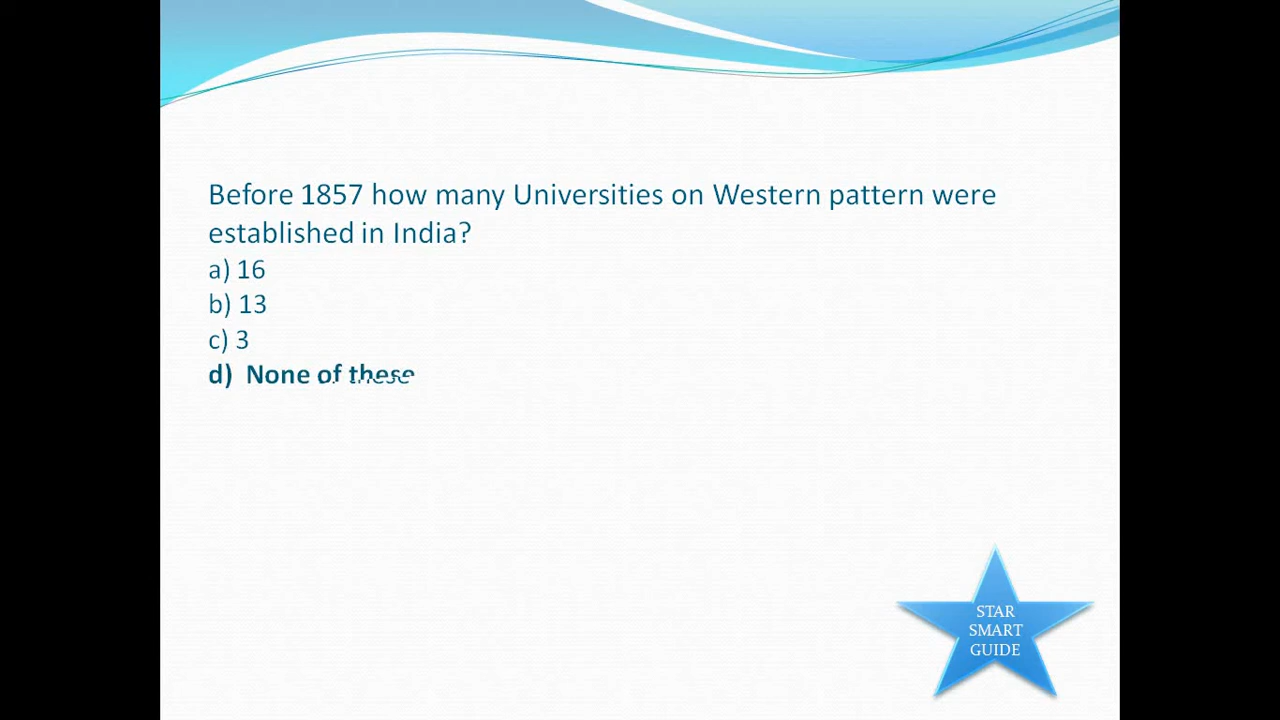 Before 1857 how many Universities on Western pattern were
established in India?
a) 16
b) 13
c) 3
d) None of these
STAR
SMART
GUIDE